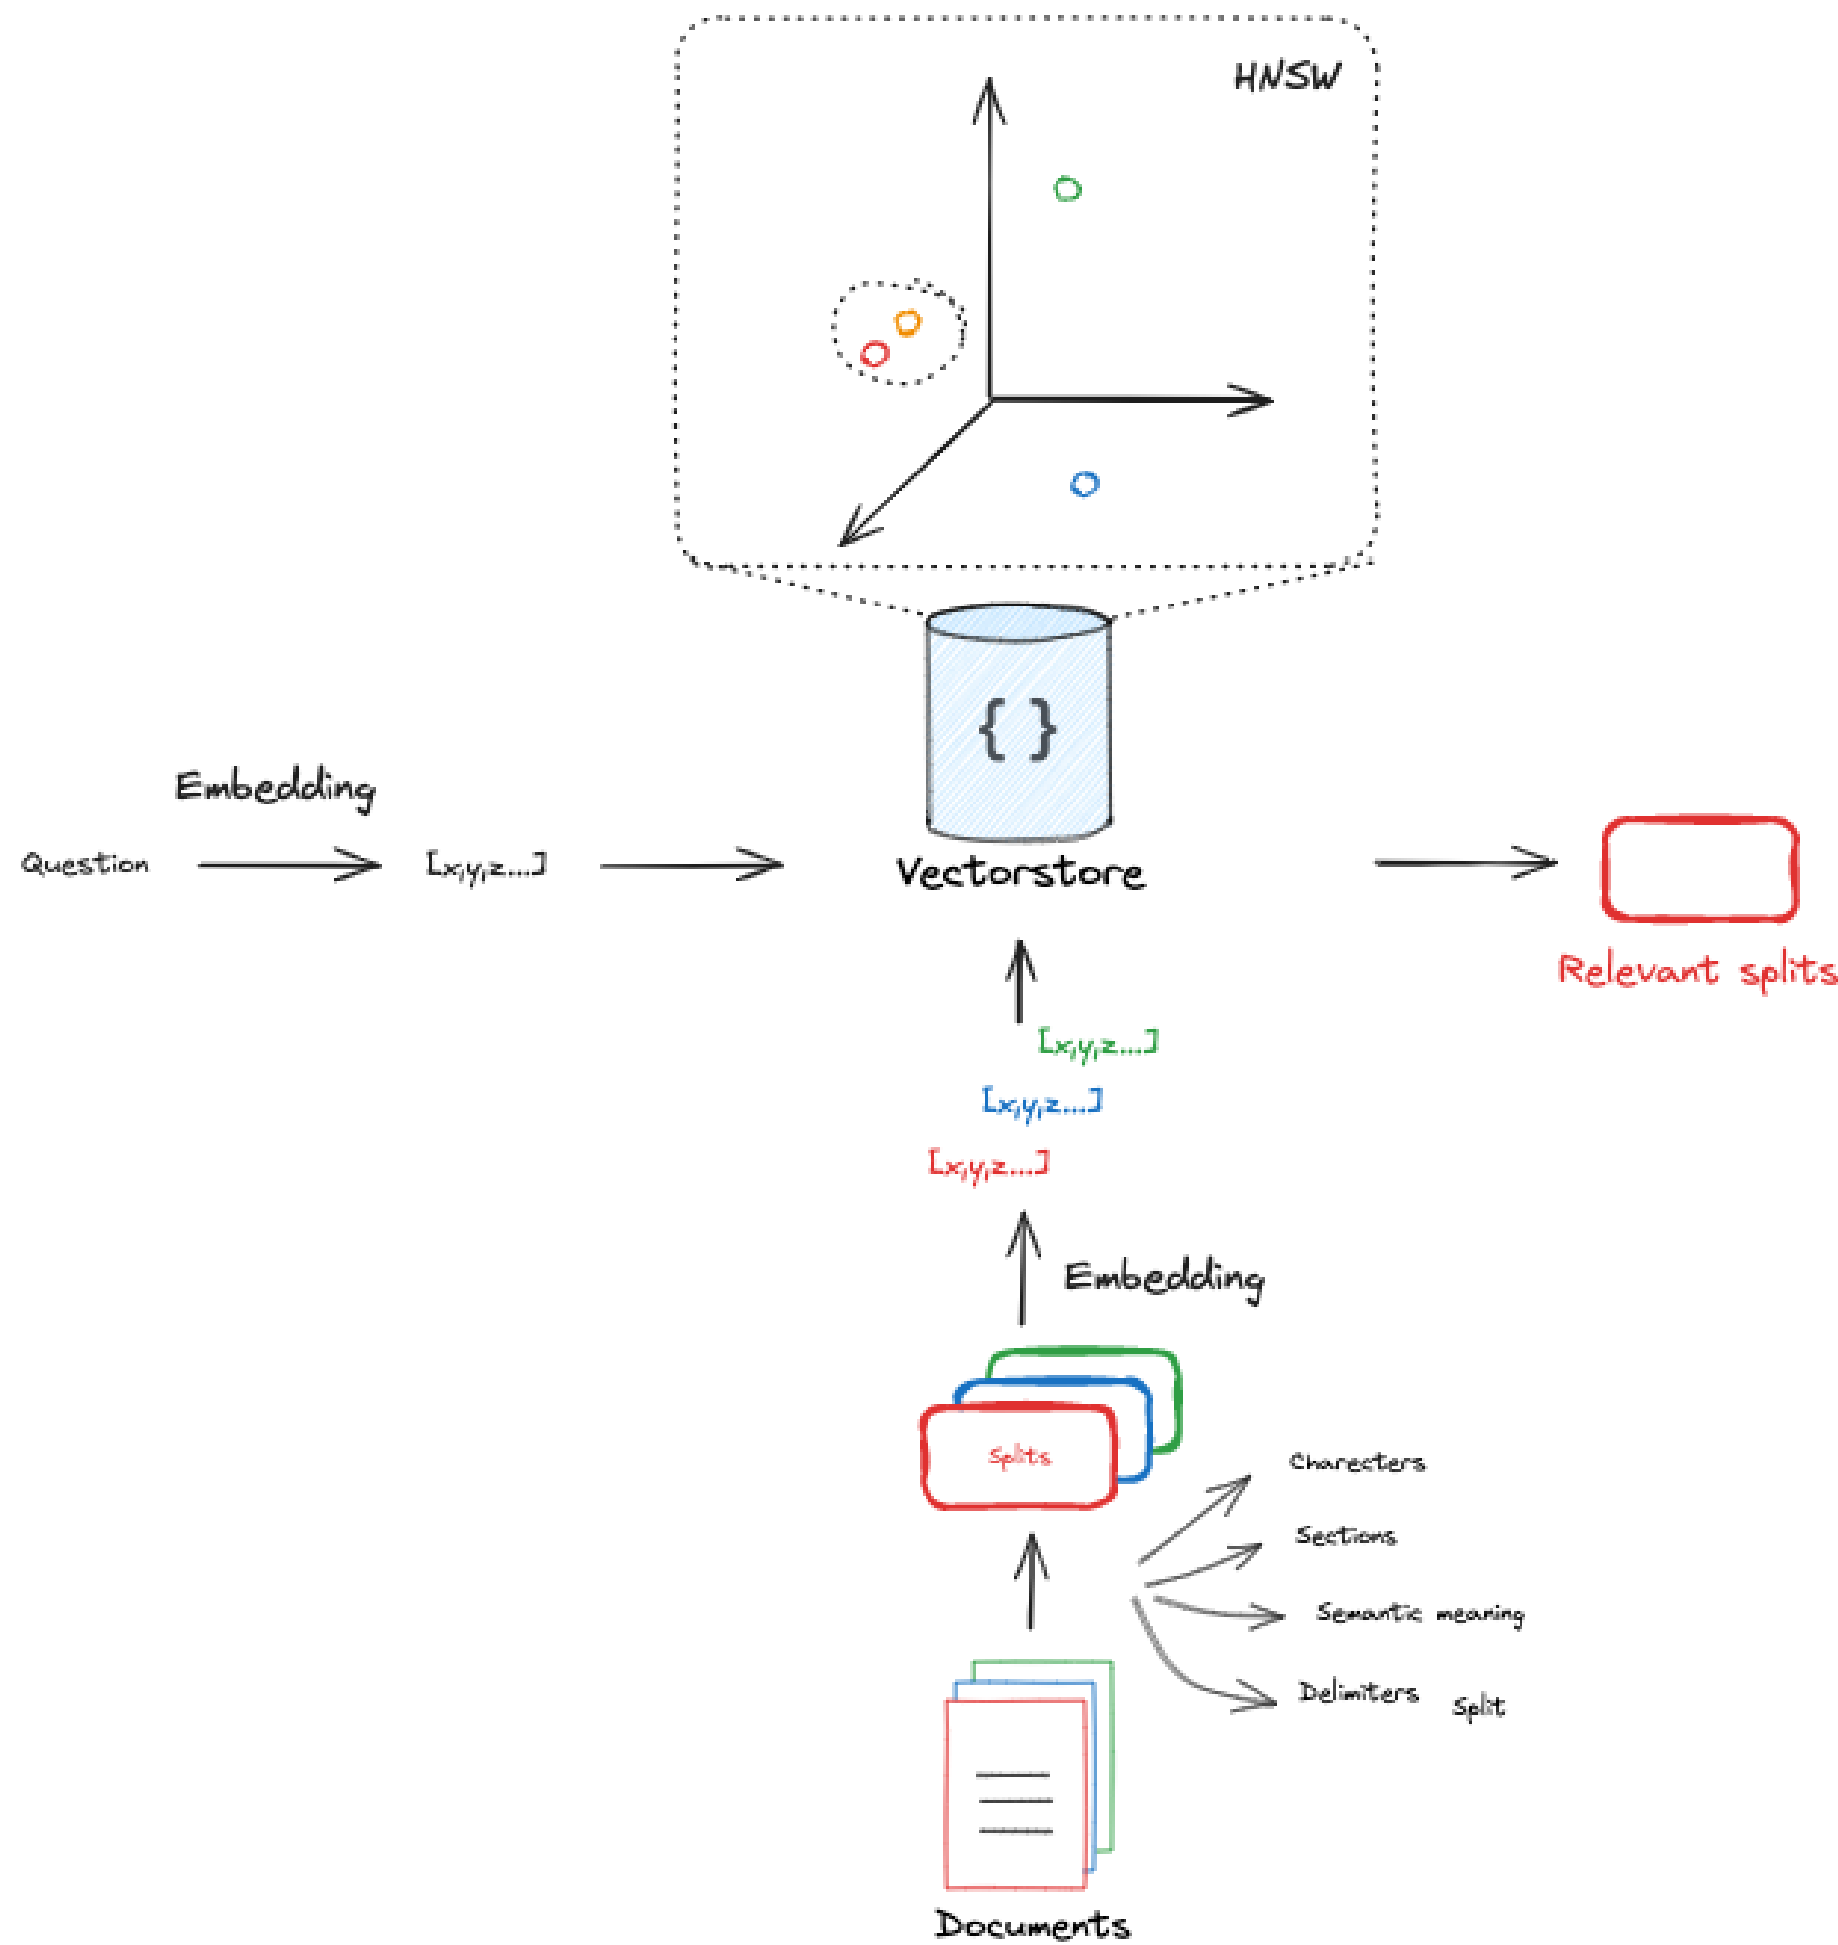 HNSW
{ }
Embedding
Question
[x,y,z...]
Vectorstore
Relevant splits
[x,y,z...]
[x,y,z...]
[x,y,z...]
Embedding
Splits
Charecters
Sections
Semantic meaning
Delimiters Split
Documents